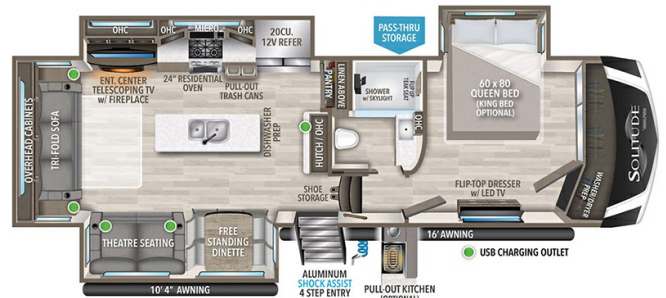 OHC
OHC
MICRO
OHC
20CU.
12V REFER
PASS-THRU
STORAGE
ENT. CENTER
TELESCOPING TV
w/ FIREPLACE
24" RESIDENTIAL
OVEN
PULL-OUT
TRASH CANS
LINEN ABOVE
PANTRY
SHOWER
w/ SKYLIGHT
FLIP-UP
TEAK SEAT
60 x 80
QUEEN BED
(KING BED
OPTIONAL)
OVERHEAD CABINETS
TRI-FOLD SOFA
DISHWASHER
PREP
HUTCH / OHC
OHC
SOLITUDE
SHOE
STORAGE
FLIP-TOP DRESSER
w/ LED TV
WASHER DRYER
PREP
THEATRE SEATING
FREE
STANDING
DINETTE
16' AWNING
USB CHARGING OUTLET
10' 4" AWNING
ALUMINUM
SHOCK ASSIST
4 STEP ENTRY
PULL-OUT KITCHEN
(OPTIONAL)